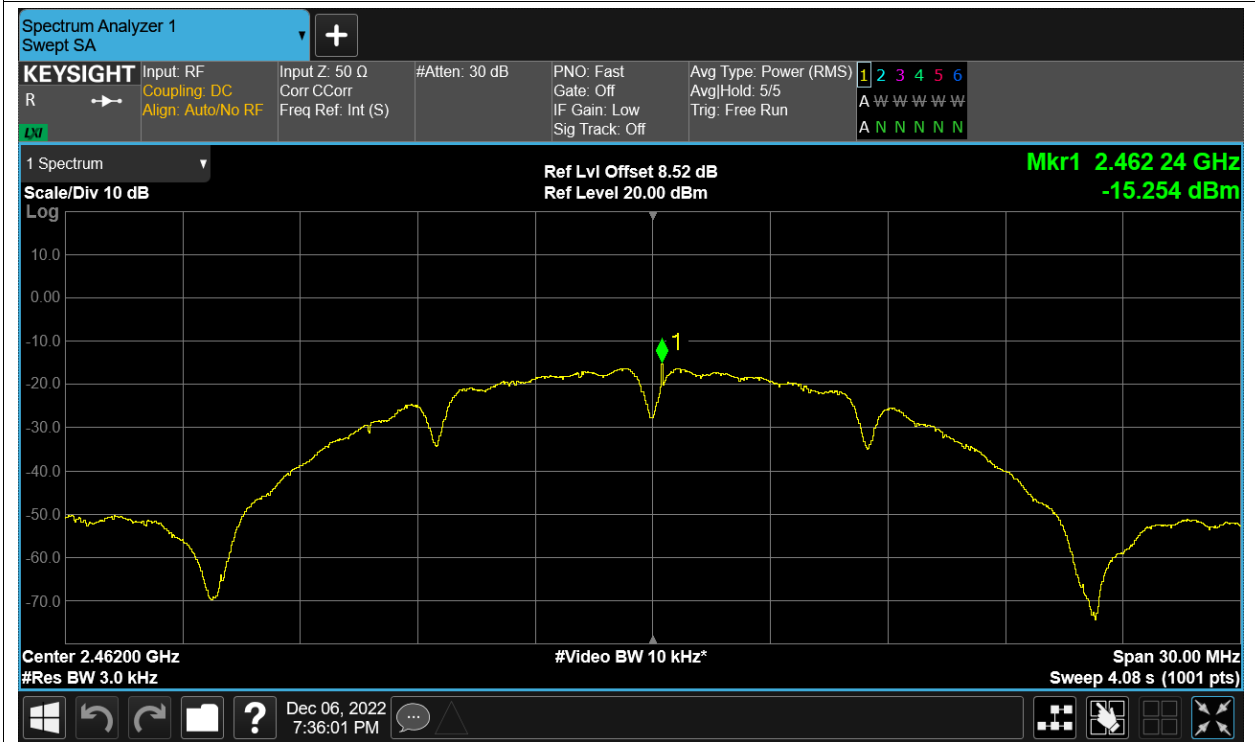 Spectrum Analyzer 1
Swept SA
KEYSIGHT
R
LXI
Input: RF
Coupling: DC
Align: Auto/No RF
Input Z: 50 Ω
Corr CCorr
Freq Ref: Int (S)
#Atten: 30 dB
PNO: Fast
Gate: Off
IF Gain: Low
Sig Track: Off
Avg Type: Power (RMS)
Avg|Hold: 5/5
Trig: Free Run
1 2 3 4 5 6
A W W W W W
A N N N N N
1 Spectrum
Scale/Div 10 dB
Ref Lvl Offset 8.52 dB
Ref Level 20.00 dBm
Mkr1 2.462 24 GHz
-15.254 dBm
Log
10.0
0.00
-10.0
-20.0
-30.0
-40.0
-50.0
-60.0
-70.0
1
Center 2.46200 GHz
#Res BW 3.0 kHz
#Video BW 10 kHz*
Span 30.00 MHz
Sweep 4.08 s (1001 pts)
?
Dec 06, 2022
7:36:01 PM